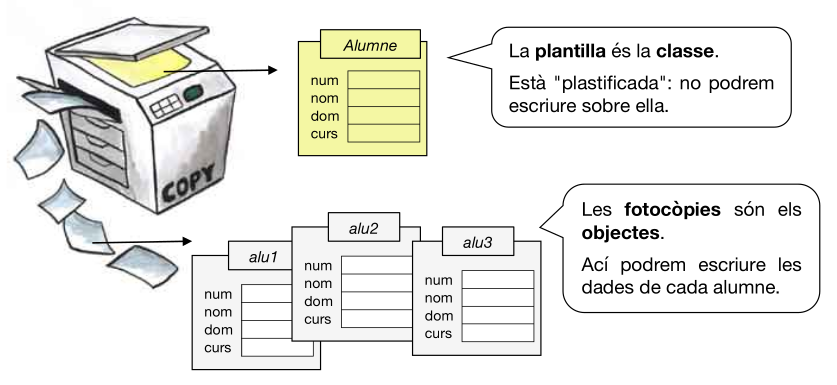 Alumne
num
nom
dom
curs
La plantilla és la classe.
Està "plastificada": no podrem
escriure sobre ella.
COPY
Les fotocòpies són els
objectes.
Ací podrem escriure les
dades de cada alumne.
alu1
num
nom
dom
curs
alu2
num
nom
dom
curs
alu3
num
nom
dom
curs